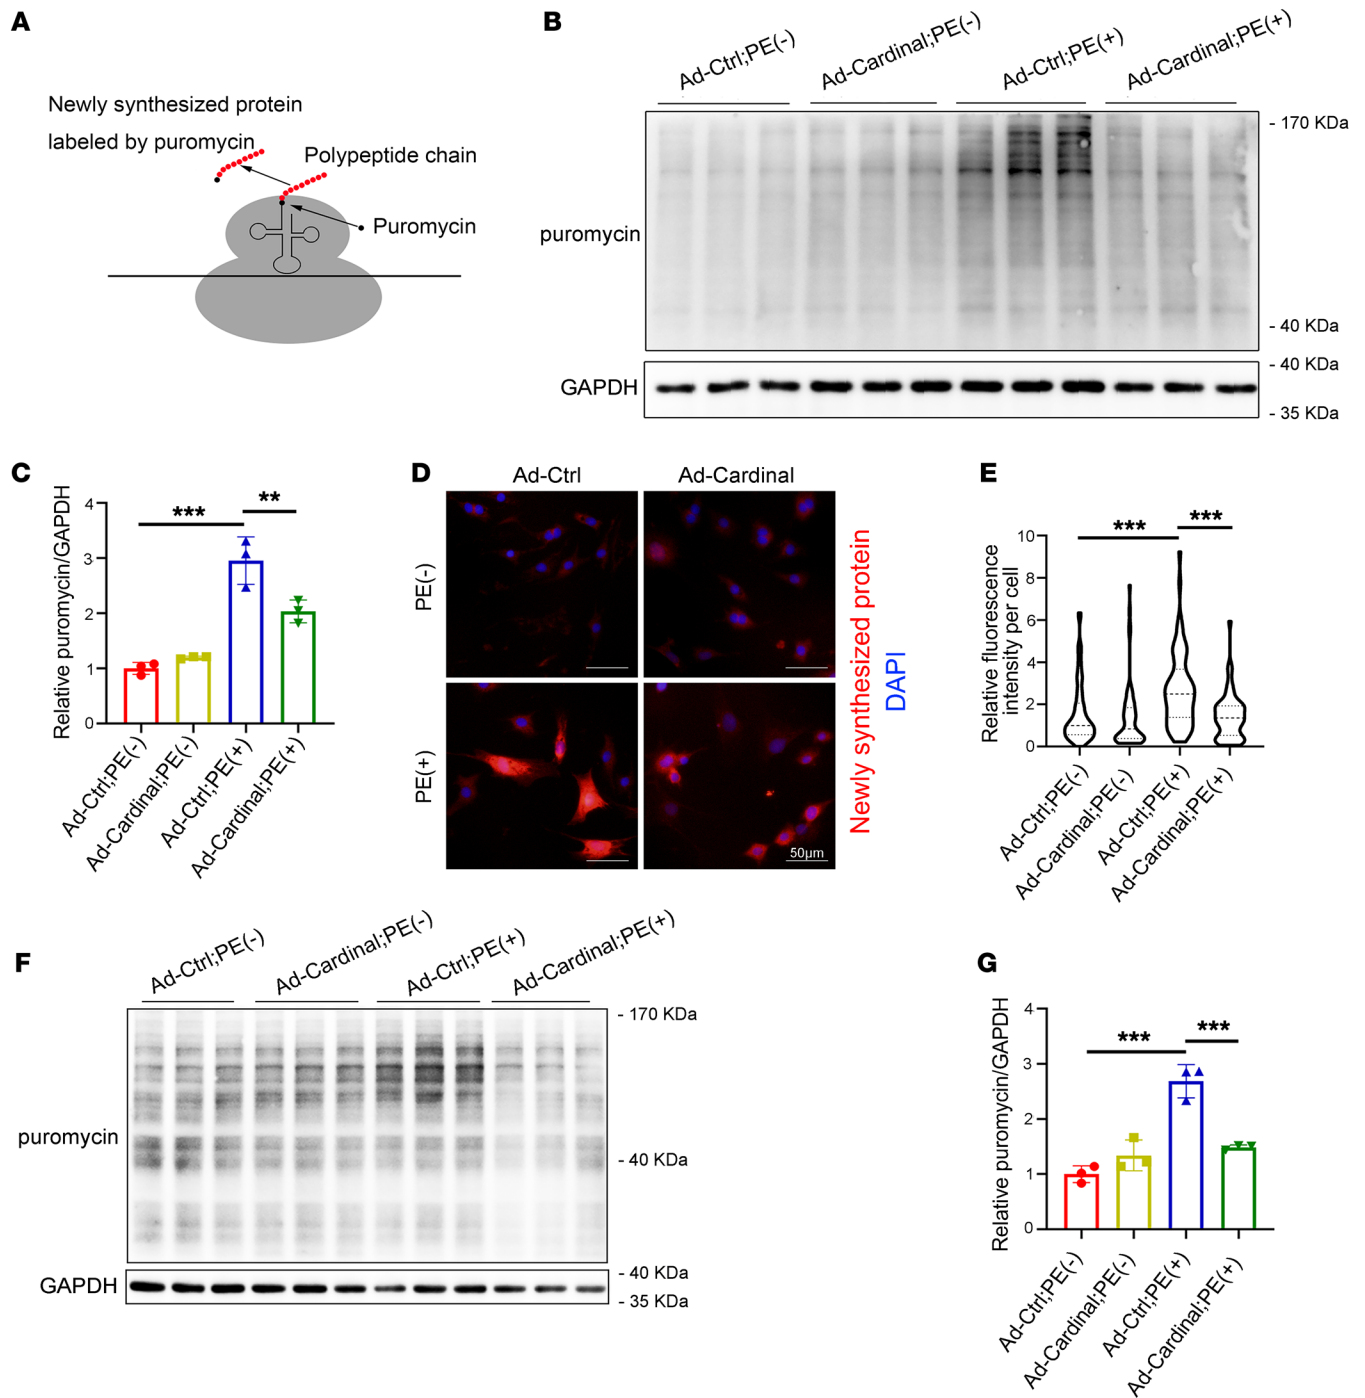 A
Newly synthesized protein
labeled by puromycin
Polypeptide chain
Puromycin
B
Ad-Ctrl;PE(-)
Ad-Cardinal;PE(-)
Ad-Ctrl;PE(+)
Ad-Cardinal;PE(+)
- 170 KDa
puromycin
- 40 KDa
- 40 KDa
GAPDH
- 35 KDa
C
Relative puromycin/GAPDH
4
3
2
1
0
***
**
Ad-Ctrl;PE(-)
Ad-Cardinal;PE(-)
Ad-Ctrl;PE(+)
Ad-Cardinal;PE(+)
D
Ad-Ctrl
Ad-Cardinal
PE(-)
PE(+)
50μm
Newly synthesized protein
DAPI
E
Relative fluorescence
intensity per cell
10
8
6
4
2
0
***
***
Ad-Ctrl;PE(-)
Ad-Cardinal;PE(-)
Ad-Ctrl;PE(+)
Ad-Cardinal;PE(+)
F
Ad-Ctrl;PE(-)
Ad-Cardinal;PE(-)
Ad-Ctrl;PE(+)
Ad-Cardinal;PE(+)
- 170 KDa
puromycin
- 40 KDa
GAPDH
- 40 KDa
- 35 KDa
G
Relative puromycin/GAPDH
4
3
2
1
0
***
***
Ad-Ctrl;PE(-)
Ad-Cardinal;PE(-)
Ad-Ctrl;PE(+)
Ad-Cardinal;PE(+)